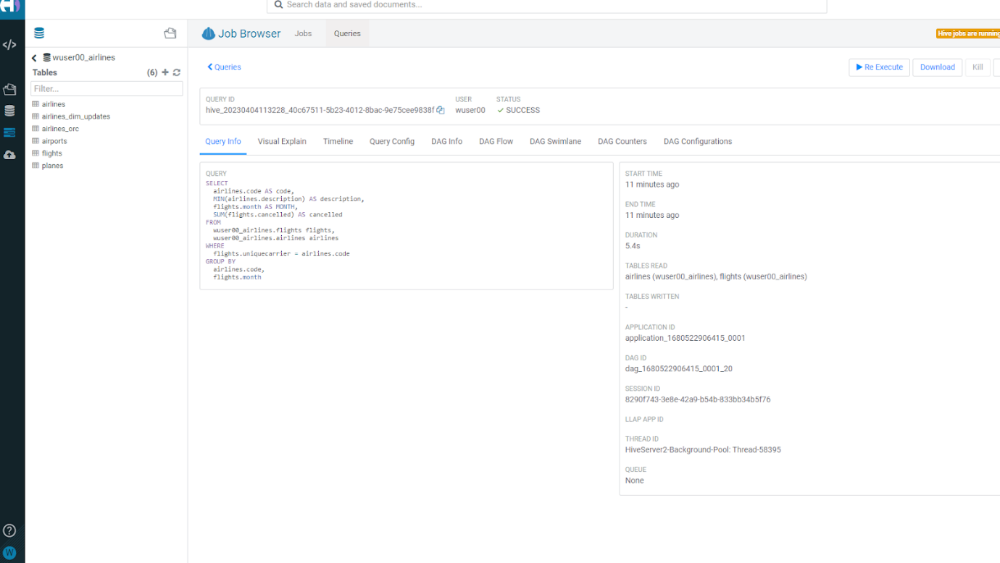 Search data and saved documents...
Job Browser
Jobs
Queries
Hive jobs are running
wuser00_airlines
Tables
(6)
Filter...
airlines
airlines_dim_updates
airlines_orc
airports
flights
planes
Queries
Re Execute
Download
Kill
QUERY ID
hive_20230404113228_40c67511-5b23-4012-8bac-9e75cee9838f
USER
wuser00
STATUS
SUCCESS
Query Info
Visual Explain
Timeline
Query Config
DAG Info
DAG Flow
DAG Swimlane
DAG Counters
DAG Configurations
QUERY
SELECT
airlines.code AS code,
MIN(airlines.description) AS description,
flights.month AS MONTH,
SUM(flights.cancelled) AS cancelled
FROM
wuser00_airlines.flights flights,
wuser00_airlines.airlines airlines
WHERE
flights.uniquecarrier = airlines.code
GROUP BY
airlines.code,
flights.month
START TIME
11 minutes ago
END TIME
11 minutes ago
DURATION
5.4s
TABLES READ
airlines (wuser00_airlines), flights (wuser00_airlines)
TABLES WRITTEN
-
APPLICATION ID
application_1680522906415_0001
DAG ID
dag_1680522906415_0001_20
SESSION ID
8290f743-3e8e-42a9-b54b-833bb34b5f76
LLAP APP ID
THREAD ID
HiveServer2-Background-Pool: Thread-58395
QUEUE
None
W